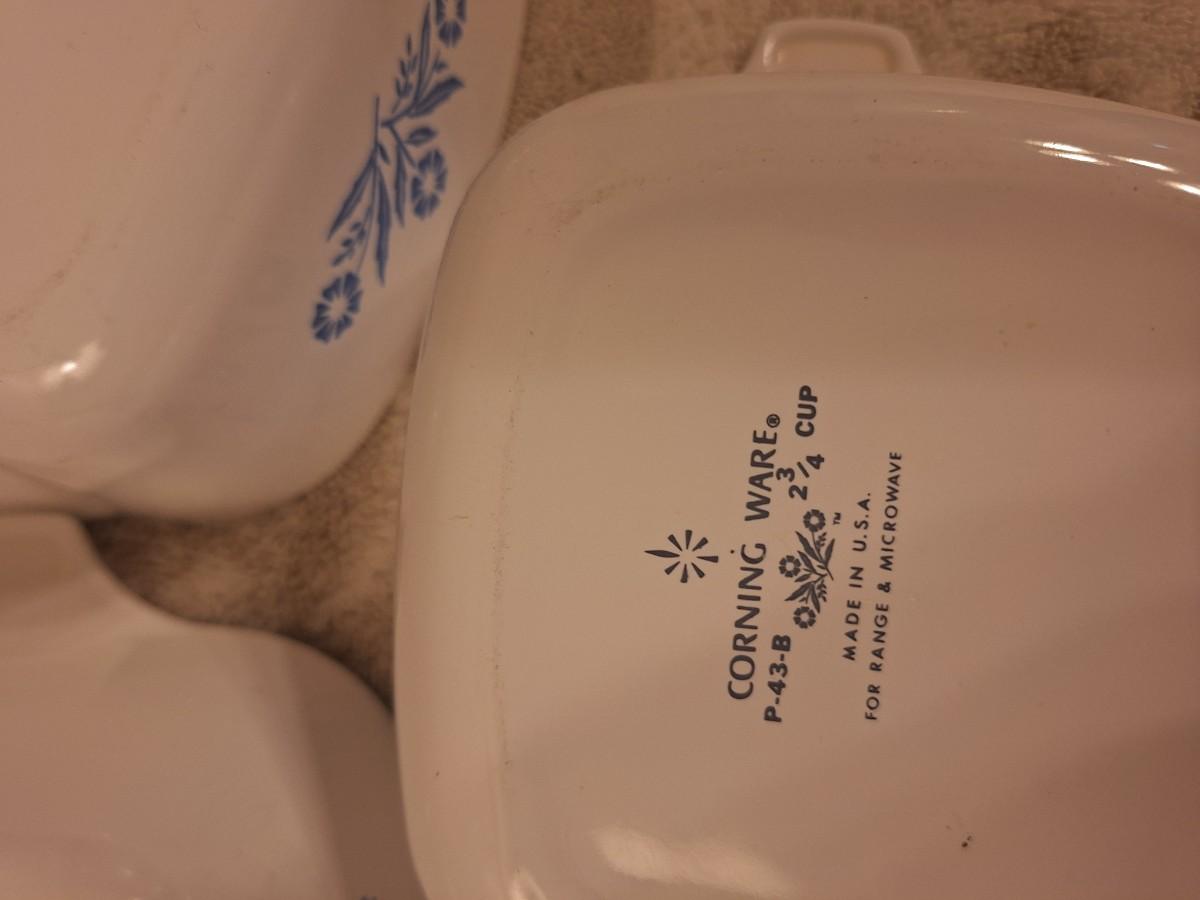 CORNING WARE®
P-43-B 2 3/4 CUP
™
MADE IN U.S.A.
FOR RANGE & MICROWAVE